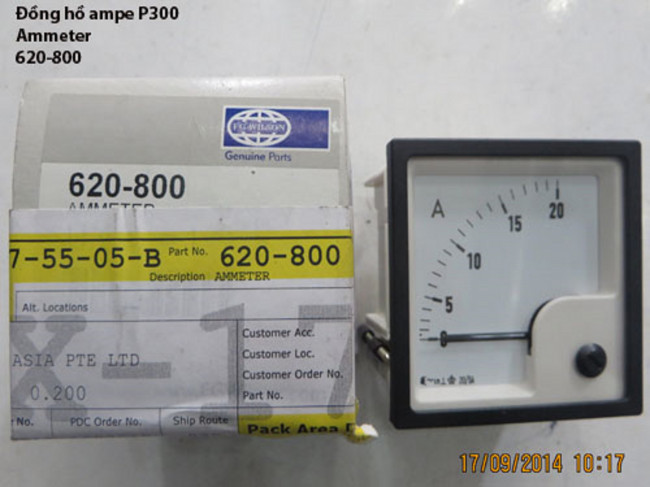 Đồng hồ ampe P300
Ammeter
620-800
FG WILSON
Genuine Parts
620-800
AMMETER
7-55-05-B Part No. 620-800
Description AMMETER
Alt. Locations
ASIA PTE LTD
0.200
Customer Acc.
Customer Loc.
Customer Order No.
Part No.
No. PDC Order No. Ship Route
Pack Area
A
0
5
10
15
20
17/09/2014 10:17